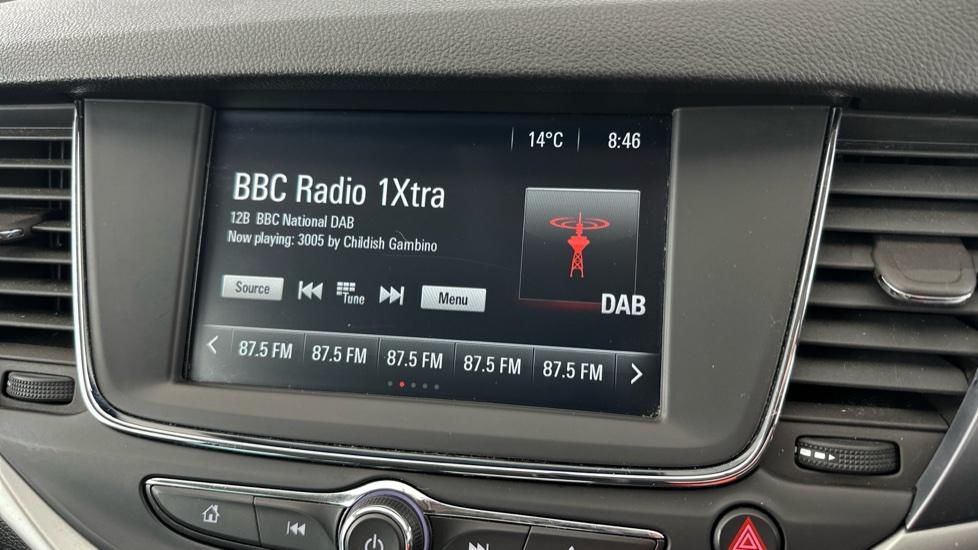 14°C 8:46
BBC Radio 1Xtra
12B BBC National DAB
Now playing: 3005 by Childish Gambino
Source Tune Menu
DAB
87.5 FM 87.5 FM 87.5 FM 87.5 FM 87.5 FM